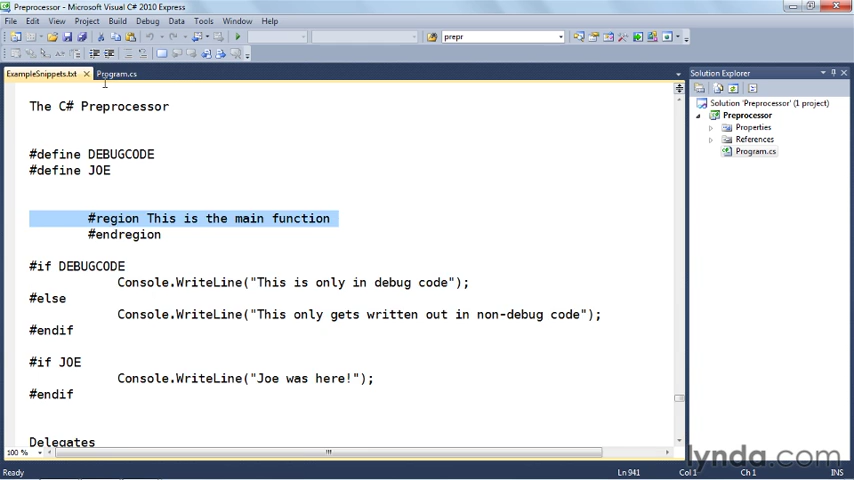 Preprocessor - Microsoft Visual C# 2010 Express
File Edit View Project Build Debug Data Tools Window Help
prepr
ExampleSnippets.txt Program.cs
Solution Explorer
The C# Preprocessor
#define DEBUGCODE
#define JOE
#region This is the main function
#endregion
#if DEBUGCODE
Console.WriteLine("This is only in debug code");
#else
Console.WriteLine("This only gets written out in non-debug code");
#endif
#if JOE
Console.WriteLine("Joe was here!");
#endif
Delegates
Solution 'Preprocessor' (1 project)
Preprocessor
Properties
References
Program.cs
100 %
lynda.com
Ready
Ln 941 Col 1 Ch 1 INS